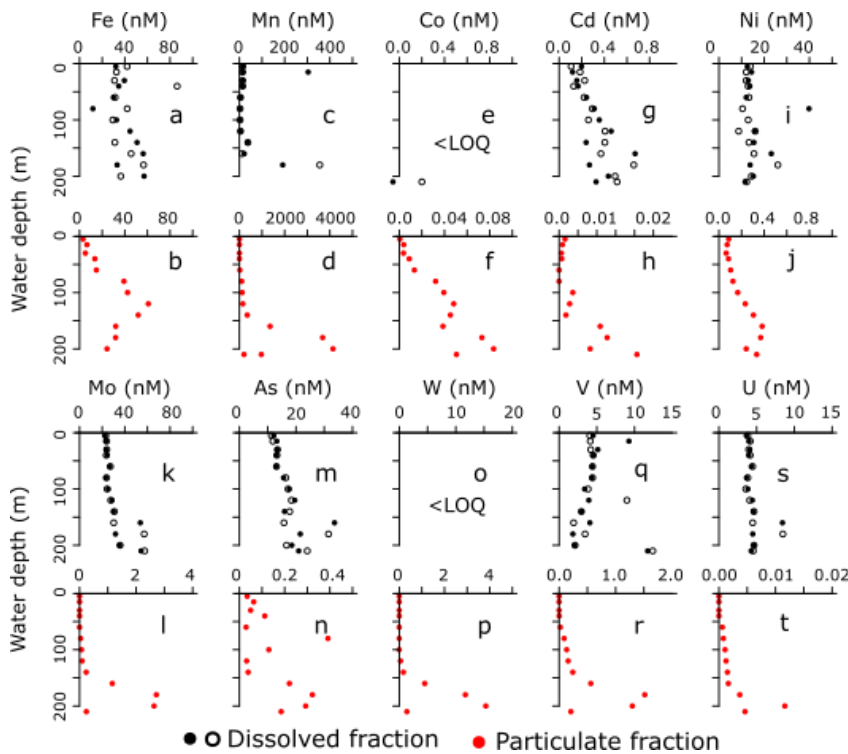 Fe (nM) Mn (nM) Co (nM) Cd (nM) Ni (nM)
0 40 80 0 2000 4000 0.0 0.4 0.8 0.0 0.4 0.8 0 20 40
0 100 200
Water depth (m)
a c e g i
<LOQ
0 40 80 0 2000 4000 0.00 0.04 0.08 0.00 0.01 0.02 0.0 0.4 0.8
0 100 200
Water depth (m)
b d f h j
Mo (nM) As (nM) W (nM) V (nM) U (nM)
0 40 80 0 20 40 0 10 20 0 5 10 15 0 5 10 15
0 100 200
Water depth (m)
k m o q s
<LOQ
0 2 4 0 0.2 0.4 0 2 4 0.0 1.0 2.0 0.00 0.01 0.02
0 100 200
Water depth (m)
l n p r t
Dissolved fraction Particulate fraction